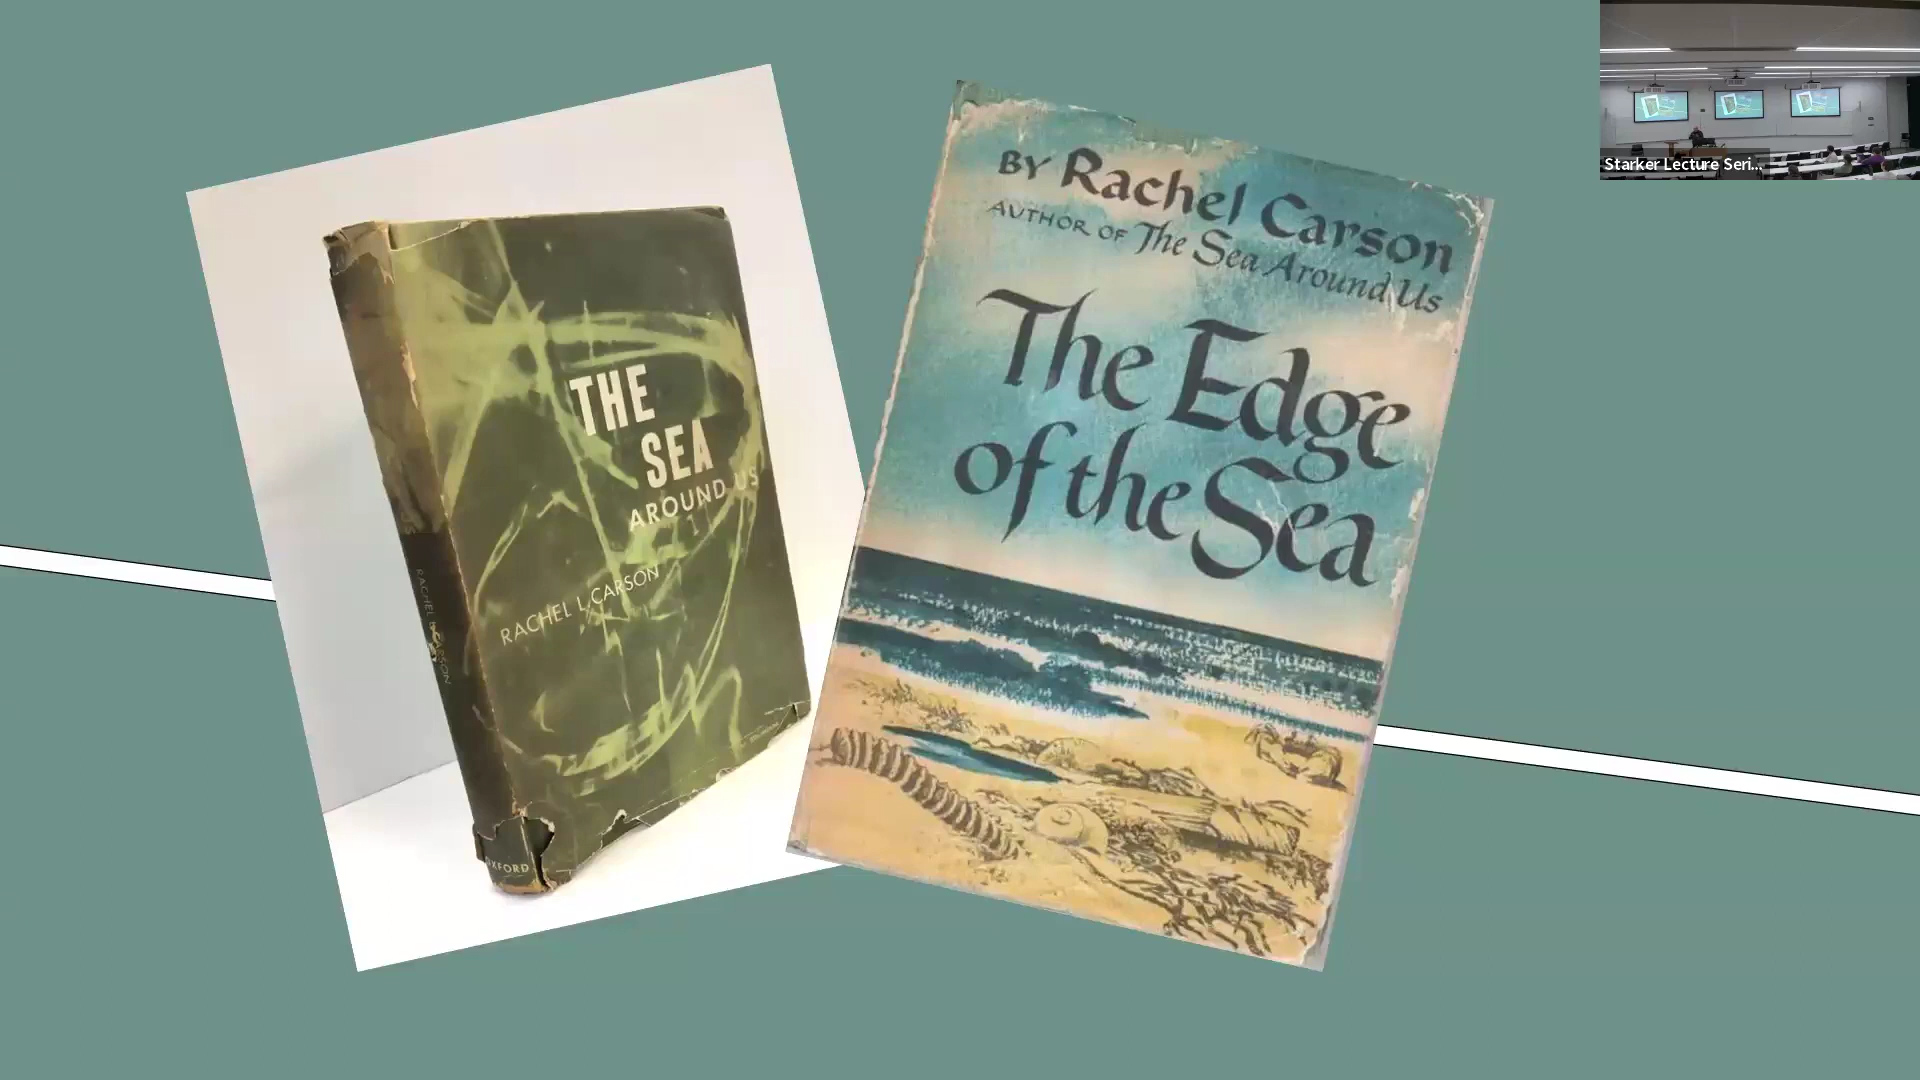 THE
SEA
AROUND US
RACHEL L. CARSON
RACHEL L. CARSON
OXFORD
BY Rachel Carson
AUTHOR OF The Sea Around Us
The Edge
of the Sea
Starker Lecture Seri...